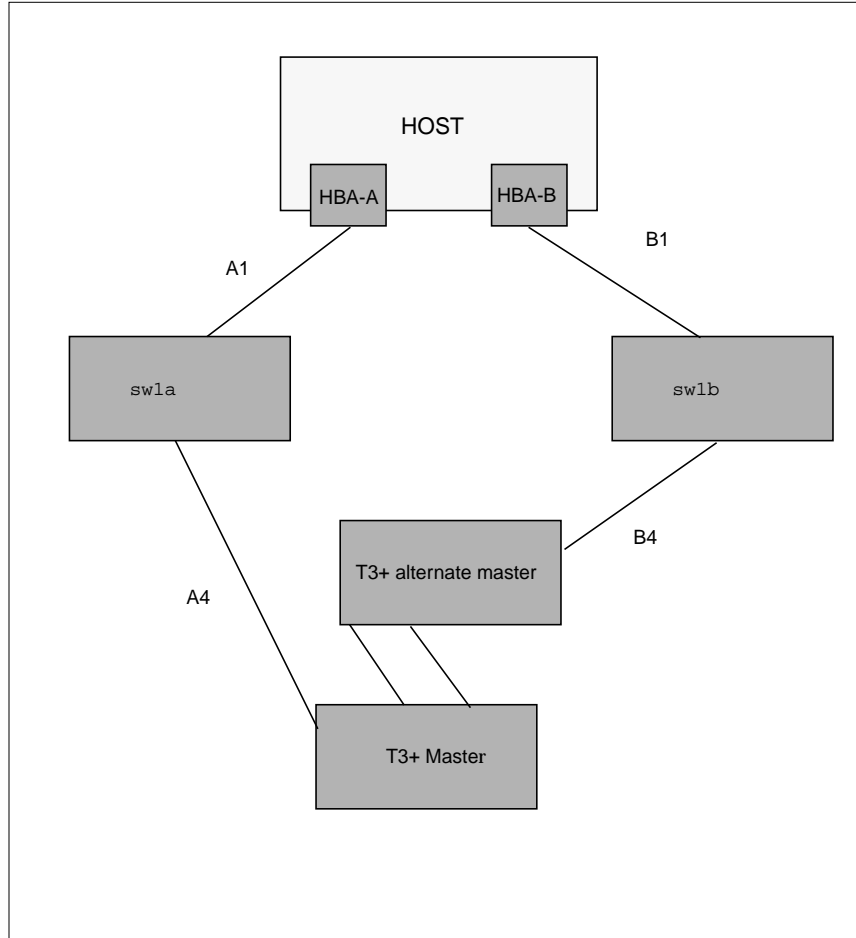 HOST
HBA-A
HBA-B
A1
B1
sw1a
sw1b
B4
T3+ alternate master
A4
T3+ Master